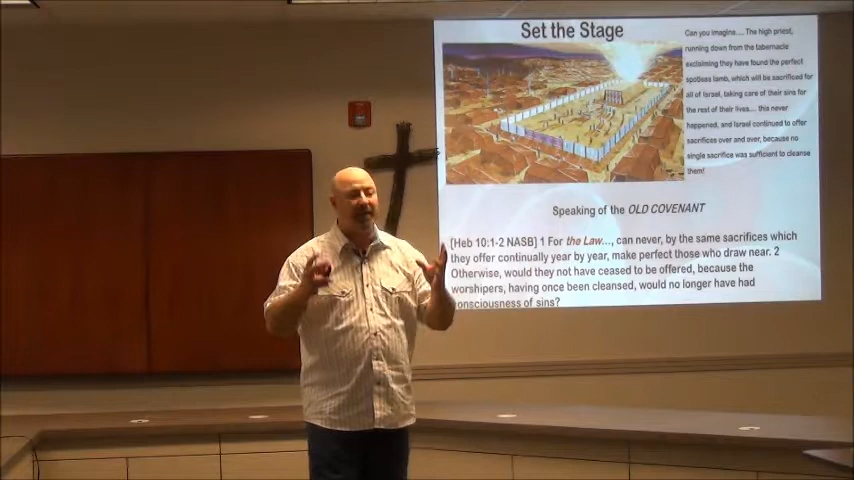 Set the Stage
Can you imagine.... The high priest,
running down from the tabernacle
exclaiming they have found the perfect
spotless lamb, which will be sacrificed
for all of Israel, taking care of their sins for
the rest of their lives.... this never
happened, and Israel continued to offer
sacrifices over and over, because no
single sacrifice was sufficient to cleanse
them!
Speaking of the OLD COVENANT
[Heb 10:1-2 NASB] 1 For the Law..., can never, by the same sacrifices which
they offer continually year by year, make perfect those who draw near. 2
Otherwise, would they not have ceased to be offered, because the
worshipers, having once been cleansed, would no longer have had
consciousness of sins?